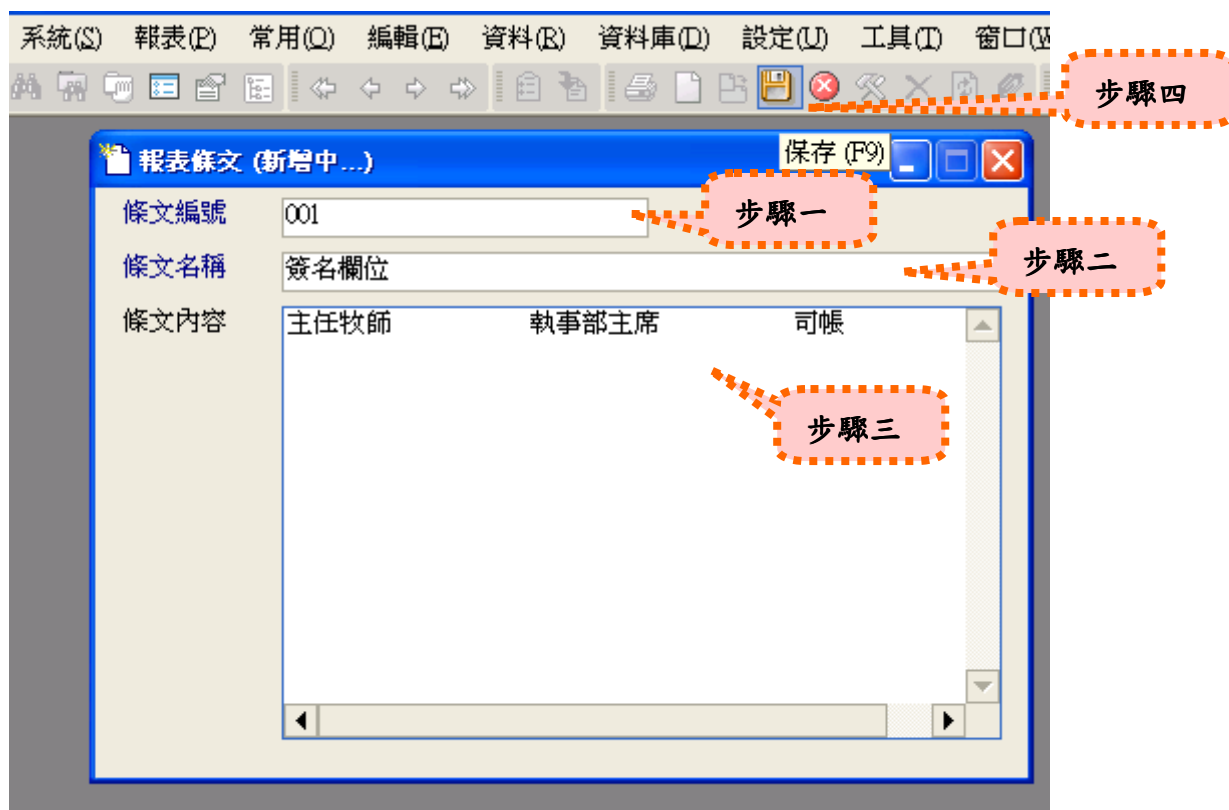 系統(S) 報表(P) 常用(Q) 編輯(E) 資料(R) 資料庫(D) 設定(U) 工具(T) 窗口(W
步驟四
報表條文 (新增中...)
保存 (F9)
條文編號 001
步驟一
條文名稱 簽名欄位
步驟二
條文內容 主任牧師 執事部主席 司帳
步驟三